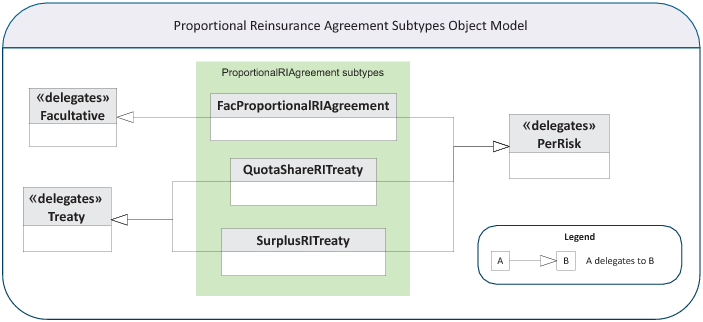 Proportional Reinsurance Agreement Subtypes Object Model
ProportionalRIAgreement subtypes
«delegates»
Facultative
FacProportionalRIAgreement
«delegates»
PerRisk
QuotaShareRITreaty
«delegates»
Treaty
SurplusRITreaty
Legend
A
B
A delegates to B